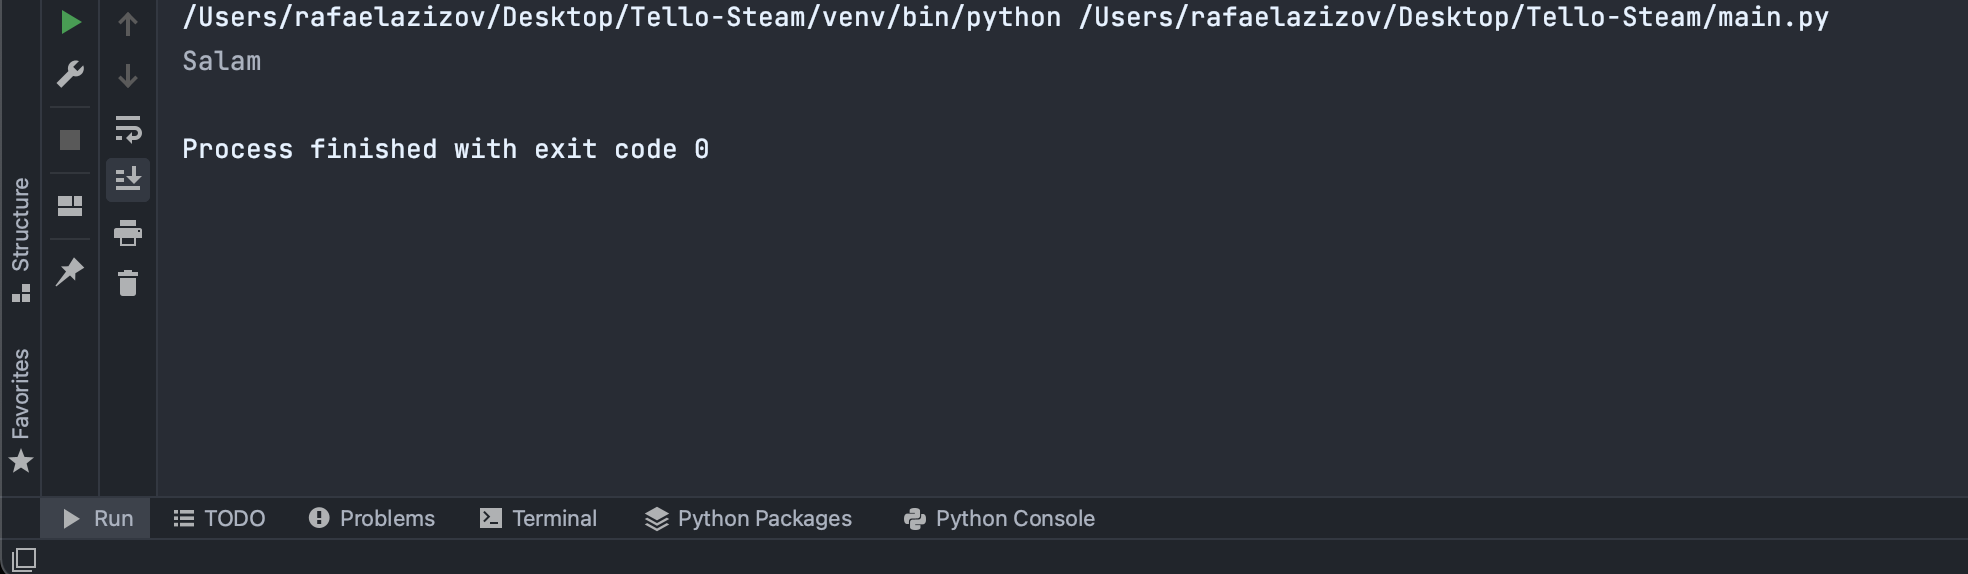 /Users/rafaelazizov/Desktop/Tello-Steam/venv/bin/python /Users/rafaelazizov/Desktop/Tello-Steam/main.py
Salam
Process finished with exit code 0
Structure
Favorites
Run
TODO
Problems
Terminal
Python Packages
Python Console